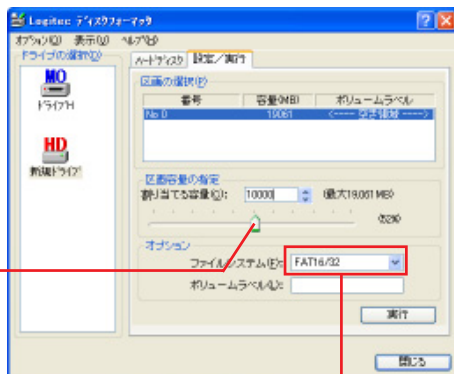 Logitec ディスクフォーマッタ
オプション(O) 表示(V) ヘルプ(H)
ドライブの選択(D)
MO
ドライブH
HD
新規ドライブ
ハードディスク 設定/実行
区画の選択(P)
番号 容量(MB) ボリュームラベル
No.0 19061 <---- 空き領域 ---->
区画容量の指定
割り当てる容量(C): 10000 (最大19061MB)
(52%)
オプション
ファイルシステム(E): FAT16/32
ボリュームラベル(L):
実行
閉じる